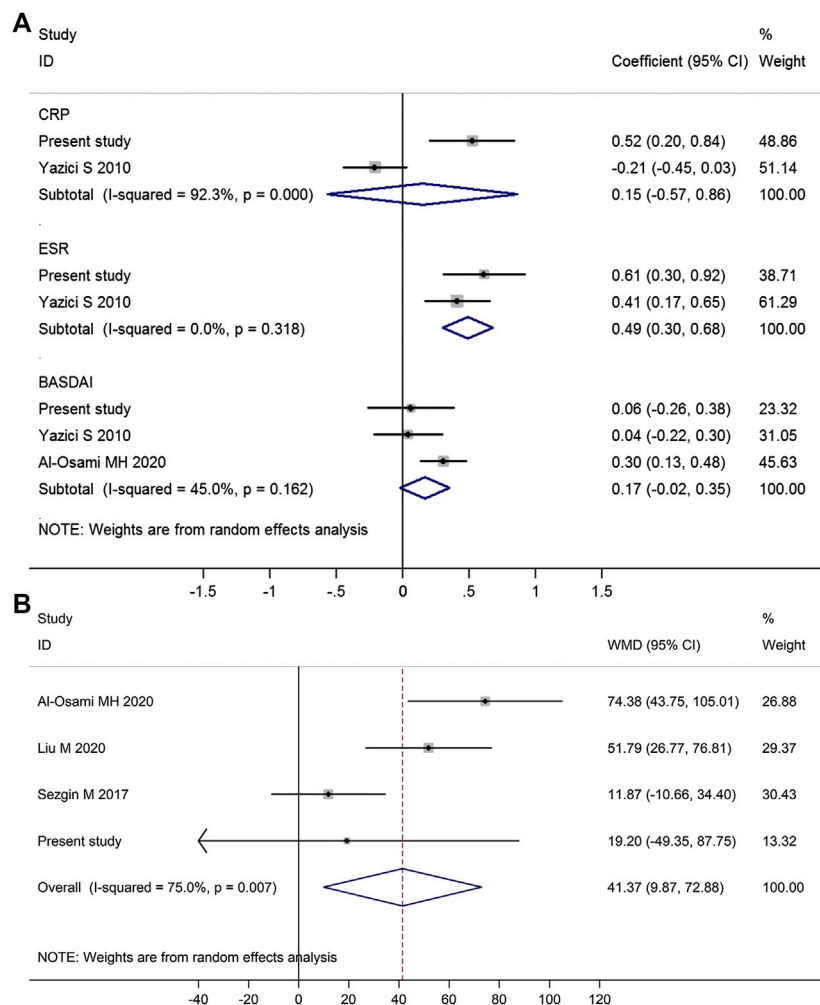 A
Study %
ID Coefficient (95% CI) Weight
CRP
Present study 0.52 (0.20, 0.84) 48.86
Yazici S 2010 -0.21 (-0.45, 0.03) 51.14
Subtotal (I-squared = 92.3%, p = 0.000) 0.15 (-0.57, 0.86) 100.00
.
ESR
Present study 0.61 (0.30, 0.92) 38.71
Yazici S 2010 0.41 (0.17, 0.65) 61.29
Subtotal (I-squared = 0.0%, p = 0.318) 0.49 (0.30, 0.68) 100.00
.
BASDAI
Present study 0.06 (-0.26, 0.38) 23.32
Yazici S 2010 0.04 (-0.22, 0.30) 31.05
Al-Osami MH 2020 0.30 (0.13, 0.48) 45.63
Subtotal (I-squared = 45.0%, p = 0.162) 0.17 (-0.02, 0.35) 100.00
.
NOTE: Weights are from random effects analysis
-1.5 -1 -.5 0 .5 1 1.5
B
Study %
ID WMD (95% CI) Weight
Al-Osami MH 2020 74.38 (43.75, 105.01) 26.88
Liu M 2020 51.79 (26.77, 76.81) 29.37
Sezgin M 2017 11.87 (-10.66, 34.40) 30.43
Present study 19.20 (-49.35, 87.75) 13.32
Overall (I-squared = 75.0%, p = 0.007) 41.37 (9.87, 72.88) 100.00
NOTE: Weights are from random effects analysis
-40 -20 0 20 40 60 80 100 120